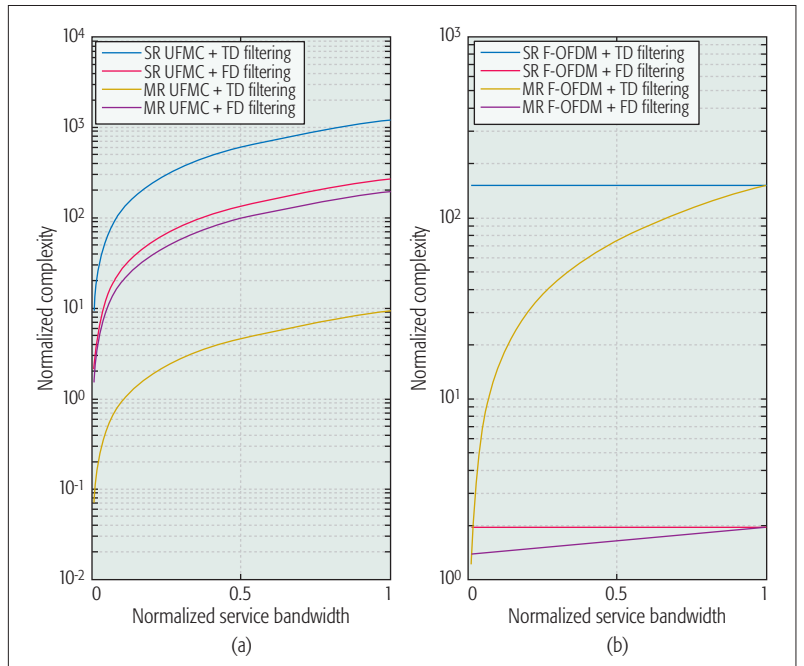 SR UFMC + TD filtering
SR UFMC + FD filtering
MR UFMC + TD filtering
MR UFMC + FD filtering
10^4
10^3
10^2
10^1
10^0
10^-1
10^-2
Normalized complexity
0 0.5 1
Normalized service bandwidth
(a)
SR F-OFDM + TD filtering
SR F-OFDM + FD filtering
MR F-OFDM + TD filtering
MR F-OFDM + FD filtering
10^3
10^2
10^1
10^0
Normalized complexity
0 0.5 1
Normalized service bandwidth
(b)